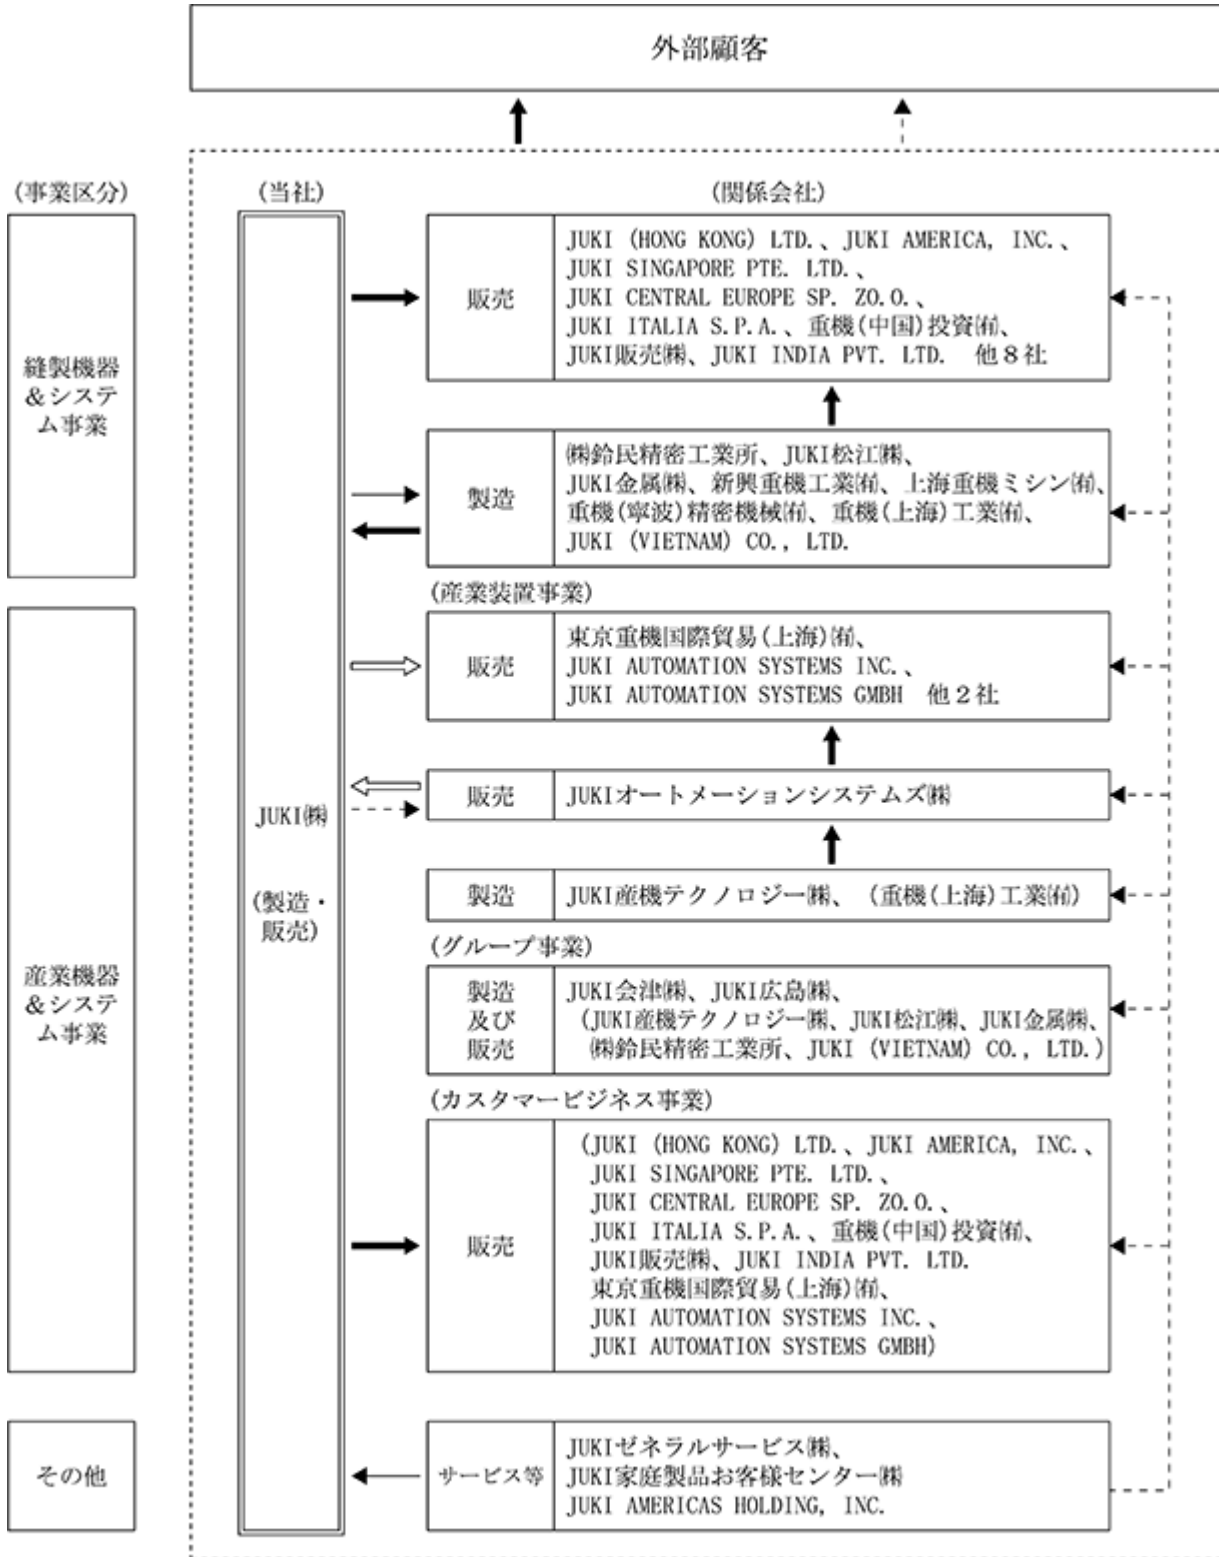 外部顧客
(事業区分)
(当社)
(関係会社)
縫製機器
&システ
ム事業
JUKI㈱
(製造・
販売)
販売
JUKI (HONG KONG) LTD.、JUKI AMERICA, INC.、
JUKI SINGAPORE PTE. LTD.、
JUKI CENTRAL EUROPE SP. ZO.O.、
JUKI ITALIA S.P.A.、重機(中国)投資㈲、
JUKI販売㈱、JUKI INDIA PVT. LTD. 他8社
製造
㈱鈴民精密工業所、JUKI松江㈱、
JUKI金属㈱、新興重機工業㈲、上海重機ミシン㈲、
重機(寧波)精密機械㈲、重機(上海)工業㈲、
JUKI (VIETNAM) CO., LTD.
産業機器
&システ
ム事業
(産業装置事業)
販売
東京重機国際貿易(上海)㈲、
JUKI AUTOMATION SYSTEMS INC.、
JUKI AUTOMATION SYSTEMS GMBH 他2社
販売
JUKIオートメーションシステムズ㈱
製造
JUKI産機テクノロジー㈱、(重機(上海)工業㈲)
(グループ事業)
製造
及び
販売
JUKI会津㈱、JUKI広島㈱、
(JUKI産機テクノロジー㈱、JUKI松江㈱、JUKI金属㈱、
㈱鈴民精密工業所、JUKI (VIETNAM) CO., LTD.)
(カスタマービジネス事業)
販売
(JUKI (HONG KONG) LTD.、JUKI AMERICA, INC.、
JUKI SINGAPORE PTE. LTD.、
JUKI CENTRAL EUROPE SP. ZO.O.、
JUKI ITALIA S.P.A.、重機(中国)投資㈲、
JUKI販売㈱、JUKI INDIA PVT. LTD.
東京重機国際貿易(上海)㈲、
JUKI AUTOMATION SYSTEMS INC.、
JUKI AUTOMATION SYSTEMS GMBH)
その他
サービス等
JUKIゼネラルサービス㈱、
JUKI家庭製品お客様センター㈱
JUKI AMERICAS HOLDING, INC.